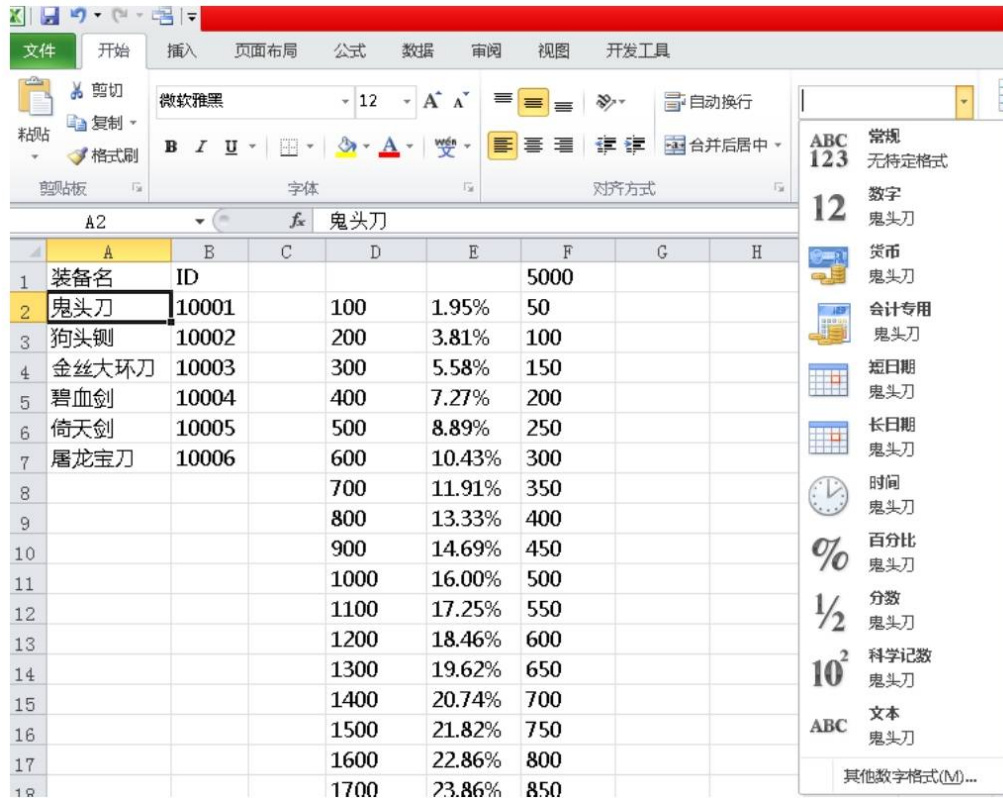 文件 开始 插入 页面布局 公式 数据 审阅 视图 开发工具
剪切
复制
格式刷
粘贴
剪贴板
微软雅黑 12
B I U
字体
自动换行
合并后居中
对齐方式
A2 fx 鬼头刀
A B C D E F G H
1 装备名 ID 5000
2 鬼头刀 10001 100 1.95% 50
3 狗头铡 10002 200 3.81% 100
4 金丝大环刀 10003 300 5.58% 150
5 碧血剑 10004 400 7.27% 200
6 倚天剑 10005 500 8.89% 250
7 屠龙宝刀 10006 600 10.43% 300
8 700 11.91% 350
9 800 13.33% 400
10 900 14.69% 450
11 1000 16.00% 500
12 1100 17.25% 550
13 1200 18.46% 600
14 1300 19.62% 650
15 1400 20.74% 700
16 1500 21.82% 750
17 1600 22.86% 800
18 1700 23.86% 850
ABC 123 常规
无特定格式
12 数字
鬼头刀
货币
鬼头刀
会计专用
鬼头刀
短日期
鬼头刀
长日期
鬼头刀
时间
鬼头刀
% 百分比
鬼头刀
1/2 分数
鬼头刀
10² 科学记数
鬼头刀
ABC 文本
鬼头刀
其他数字格式(M)...